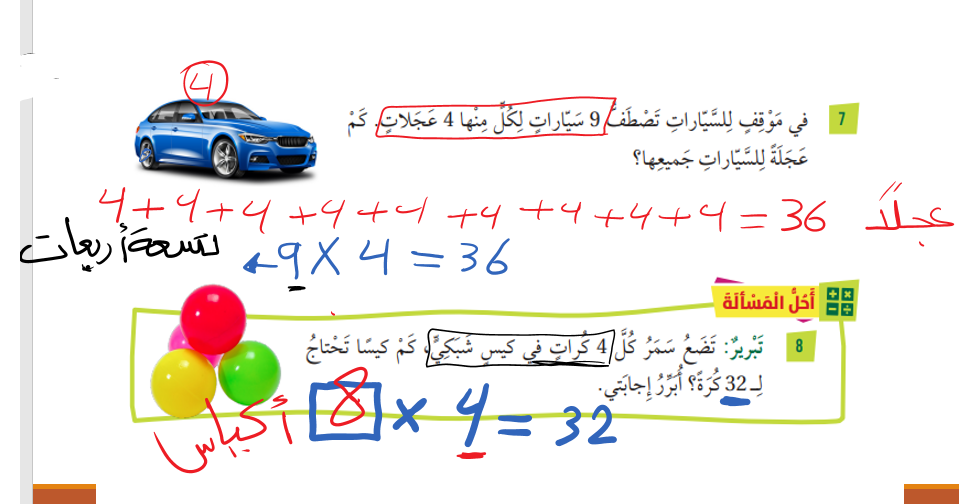 4
7 في مَوْقِفٍ لِلسَّيّاراتِ تَصْطَفُّ 9 سَيّاراتٍ لِكُلٍّ مِنْها 4 عَجَلاتٍ. كَمْ
عَجَلَةً لِلسَّيّاراتِ جَميعِها؟
4 + 4 + 4 + 4 + 4 + 4 + 4 + 4 + 4 = 36
9 × 4 = 36
تسعة أربعات
أَحُلُّ الْمَسْأَلَةَ
8 تَبْريرٌ: تَضَعُ سَمَرُ كُلَّ 4 كُراتٍ في كيسٍ شَبَكِيٍّ، كَمْ كيسًا تَحْتاجُ
لِـ 32 كُرَةً؟ أُبَرِّرُ إِجابَتي.
8 × 4 = 32
أكياس